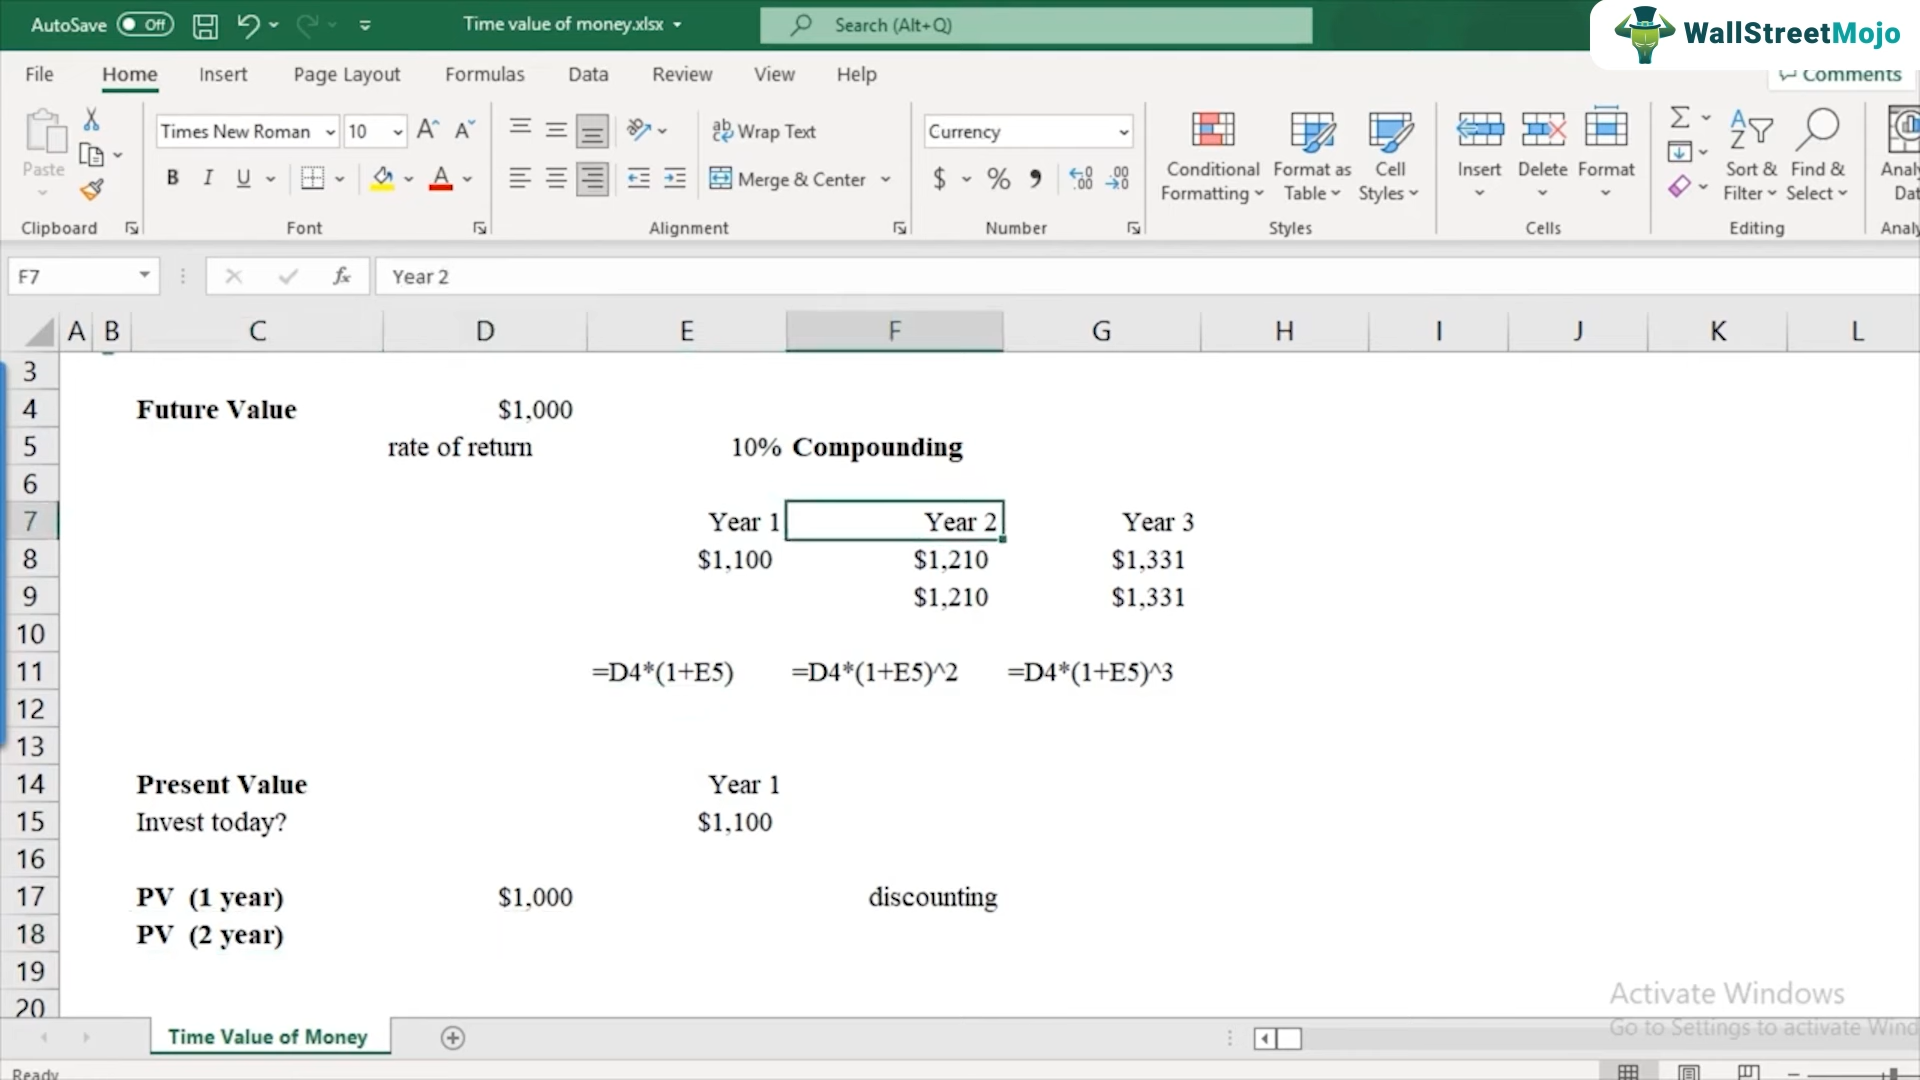 AutoSave Off Time value of money.xlsx Search (Alt+Q) WallStreetMojo
File Home Insert Page Layout Formulas Data Review View Help Comments
Paste Times New Roman 10 Wrap Text Currency Conditional Formatting Format as Table Cell Styles Insert Delete Format Sort & Filter Find & Select
B I U Merge & Center $ %
Clipboard Font Alignment Number Styles Cells Editing
F7 fx Year 2
A B C D E F G H I J K L
3
4 Future Value $1,000
5 rate of return 10% Compounding
6
7 Year 1 Year 2 Year 3
8 $1,100 $1,210 $1,331
9 $1,210 $1,331
10
11 =D4*(1+E5) =D4*(1+E5)^2 =D4*(1+E5)^3
12
13
14 Present Value Year 1
15 Invest today? $1,100
16
17 PV (1 year) $1,000 discounting
18 PV (2 year)
19
20
Activate Windows
Go to Settings to activate Wind
Time Value of Money
Ready